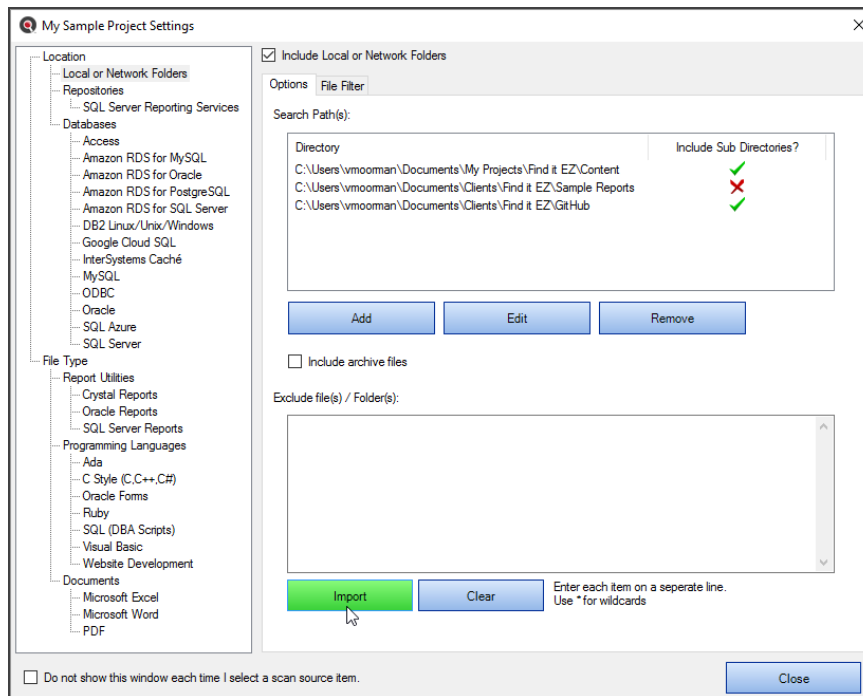 My Sample Project Settings
Location
Local or Network Folders
Repositories
SQL Server Reporting Services
Databases
Access
Amazon RDS for MySQL
Amazon RDS for Oracle
Amazon RDS for PostgreSQL
Amazon RDS for SQL Server
DB2 Linux/Unix/Windows
Google Cloud SQL
InterSystems Caché
MySQL
ODBC
Oracle
SQL Azure
SQL Server
File Type
Report Utilities
Crystal Reports
Oracle Reports
SQL Server Reports
Programming Languages
Ada
C Style (C,C++,C#)
Oracle Forms
Ruby
SQL (DBA Scripts)
Visual Basic
Website Development
Documents
Microsoft Excel
Microsoft Word
PDF
Include Local or Network Folders
Options File Filter
Search Path(s):
Directory Include Sub Directories?
C:\Users\vmoorman\Documents\My Projects\Find it EZ\Content
C:\Users\vmoorman\Documents\Clients\Find it EZ\Sample Reports
C:\Users\vmoorman\Documents\Clients\Find it EZ\GitHub
Add Edit Remove
Include archive files
Exclude file(s) / Folder(s):
Import Clear
Enter each item on a seperate line.
Use * for wildcards
Do not show this window each time I select a scan source item.
Close